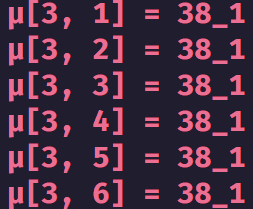 μ[3, 1] = 38_1
μ[3, 2] = 38_1
μ[3, 3] = 38_1
μ[3, 4] = 38_1
μ[3, 5] = 38_1
μ[3, 6] = 38_1